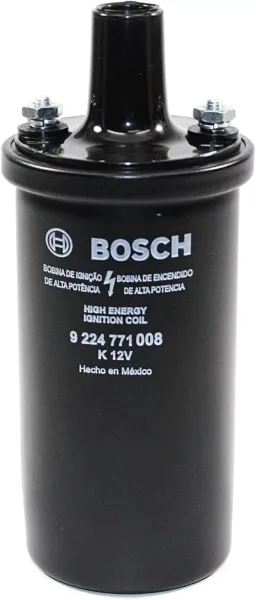 BOSCH
BOBINA DE IGNIÇÃO
DE ALTA POTÊNCIA
BOBINA DE ENCENDIDO
DE ALTA POTENCIA
HIGH ENERGY
IGNITION COIL
9 224 771 008
K 12V
Hecho en México